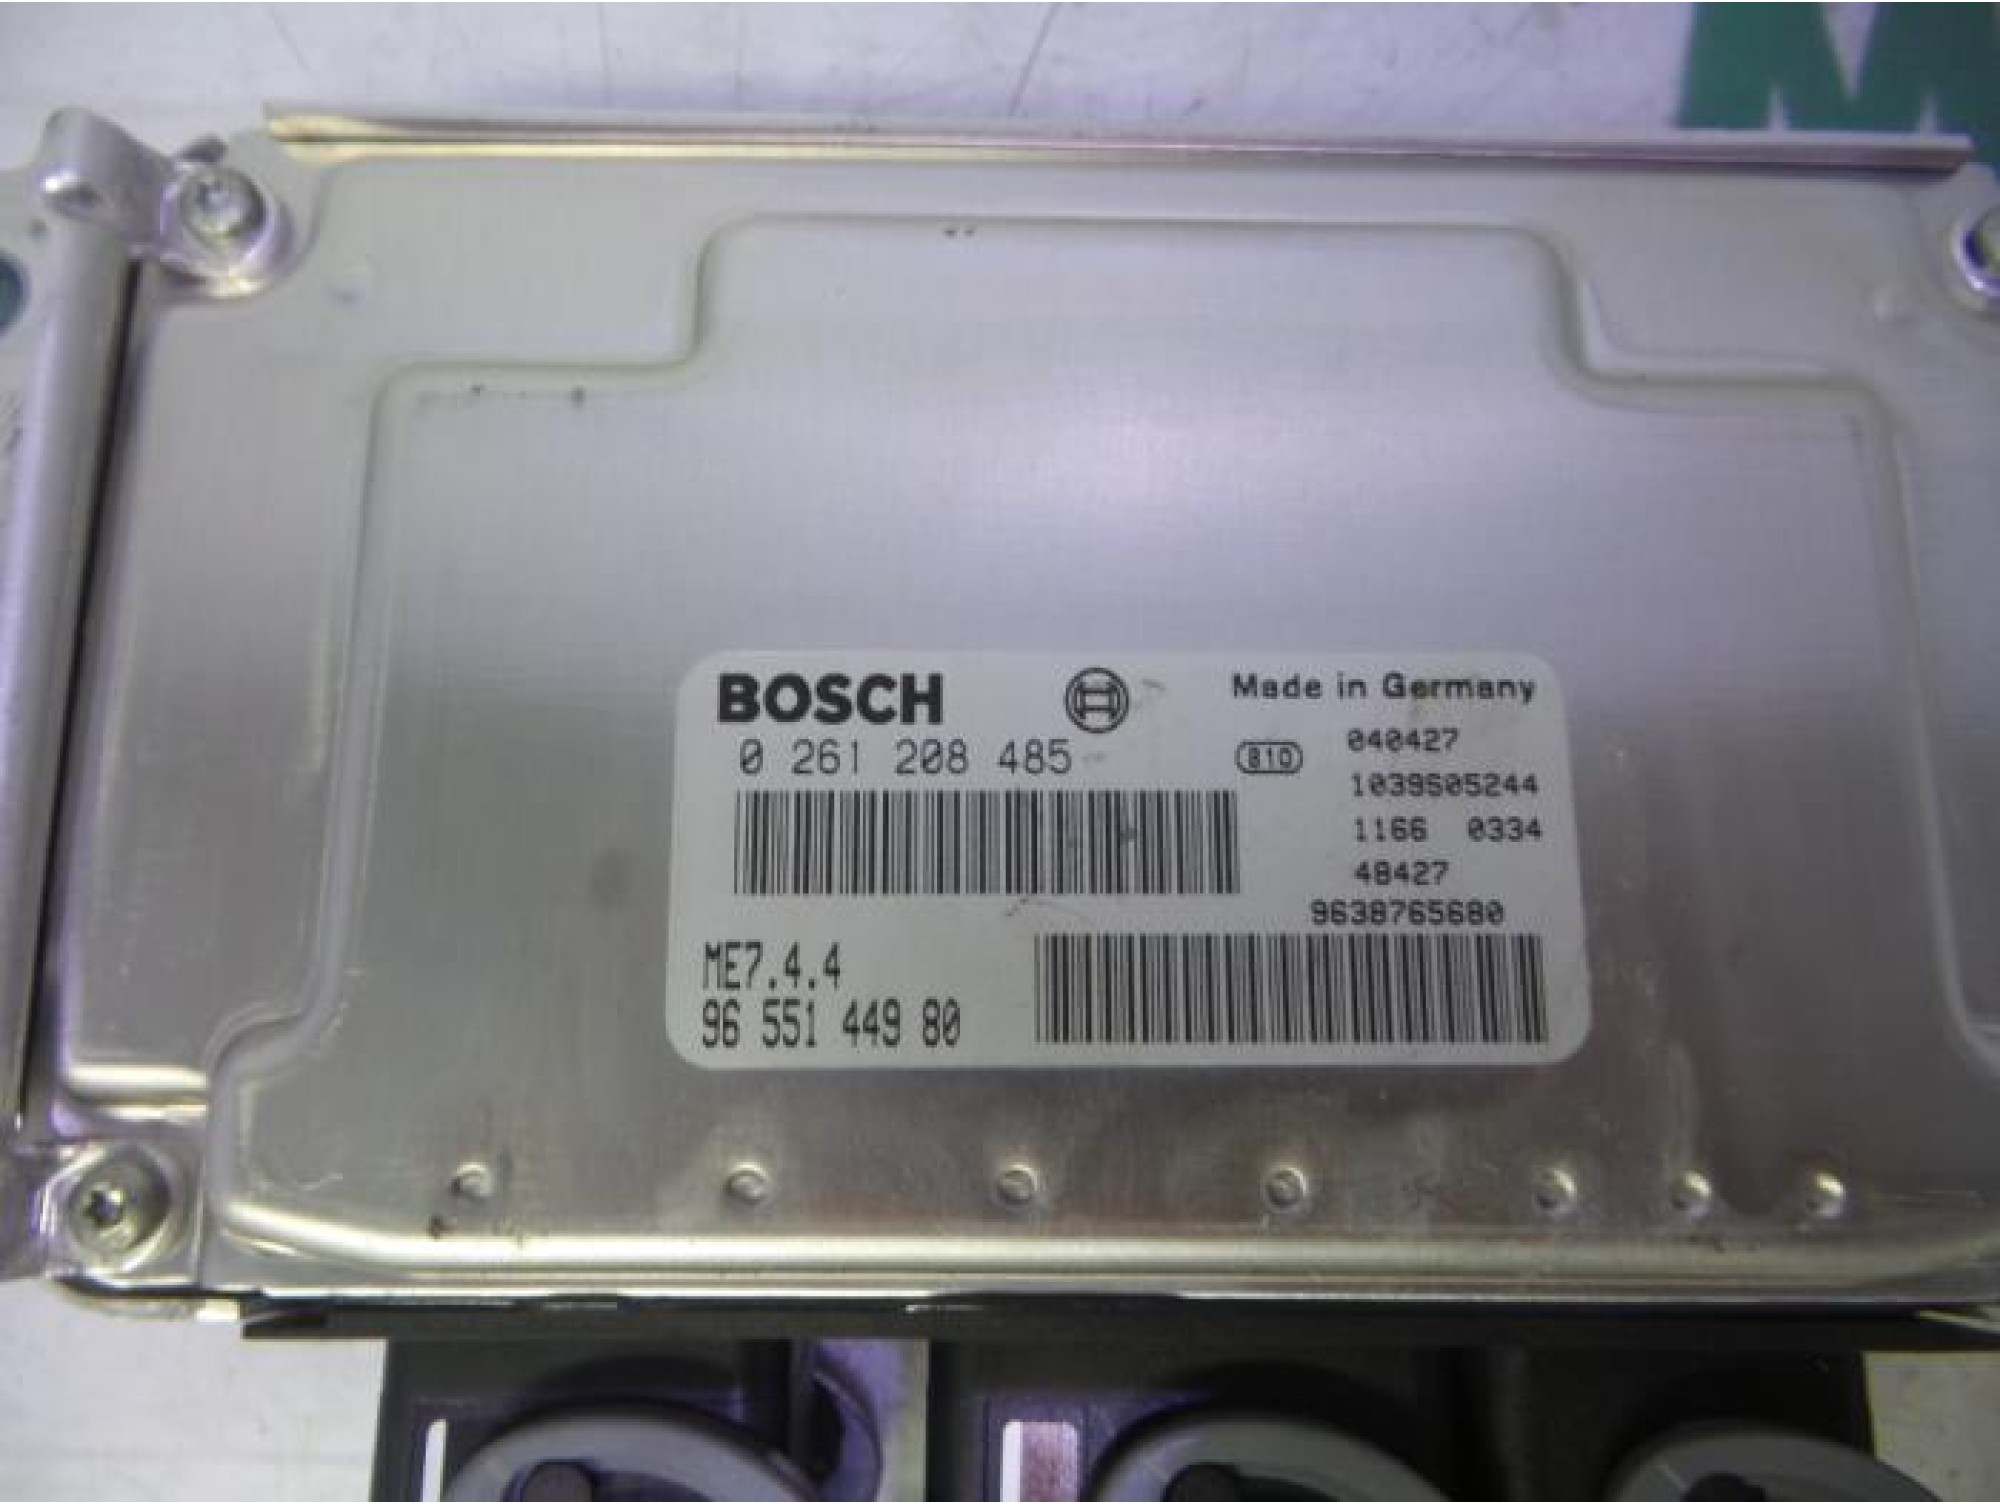 BOSCH
Made in Germany
0 261 208 485
810
040427
1039S05244
1166 0334
48427
9638765680
ME7.4.4
96 551 449 80
M